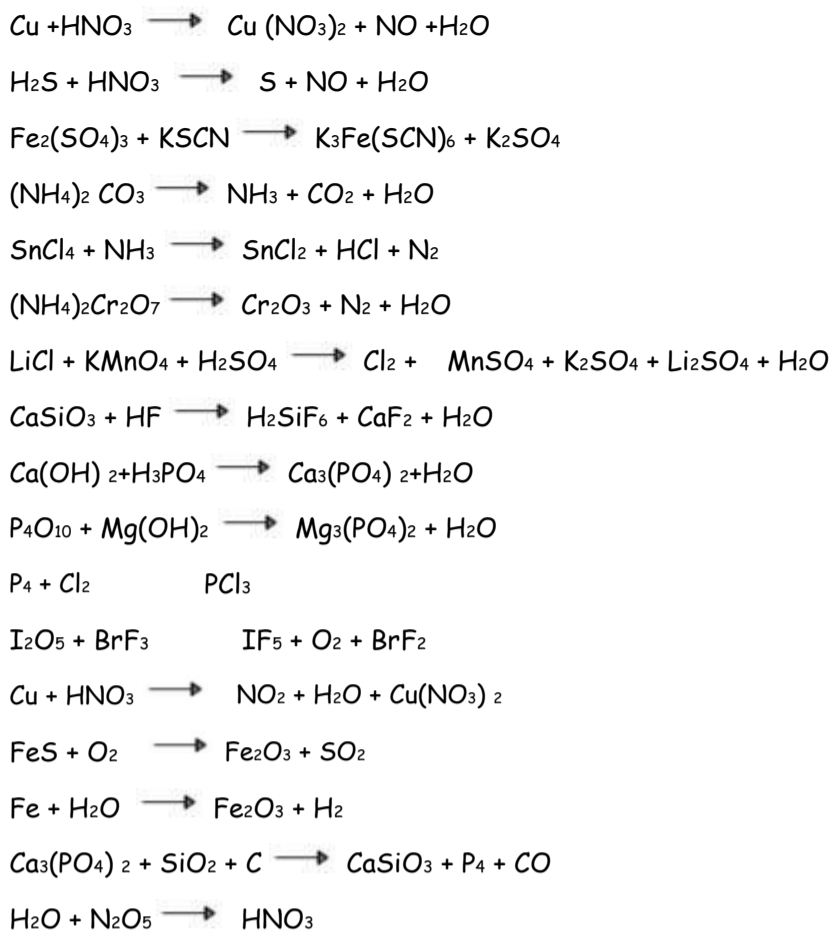 Cu +HNO₃ ⟶ Cu (NO₃)₂ + NO +H₂O
H₂S + HNO₃ ⟶ S + NO + H₂O
Fe₂(SO₄)₃ + KSCN ⟶ K₃Fe(SCN)₆ + K₂SO₄
(NH₄)₂ CO₃ ⟶ NH₃ + CO₂ + H₂O
SnCl₄ + NH₃ ⟶ SnCl₂ + HCl + N₂
(NH₄)₂Cr₂O₇ ⟶ Cr₂O₃ + N₂ + H₂O
LiCl + KMnO₄ + H₂SO₄ ⟶ Cl₂ + MnSO₄ + K₂SO₄ + Li₂SO₄ + H₂O
CaSiO₃ + HF ⟶ H₂SiF₆ + CaF₂ + H₂O
Ca(OH) ₂+H₃PO₄ ⟶ Ca₃(PO₄) ₂+H₂O
P₄O₁₀ + Mg(OH)₂ ⟶ Mg₃(PO₄)₂ + H₂O
P₄ + Cl₂ PCl₃
I₂O₅ + BrF₃ IF₅ + O₂ + BrF₂
Cu + HNO₃ ⟶ NO₂ + H₂O + Cu(NO₃) ₂
FeS + O₂ ⟶ Fe₂O₃ + SO₂
Fe + H₂O ⟶ Fe₂O₃ + H₂
Ca₃(PO₄) ₂ + SiO₂ + C ⟶ CaSiO₃ + P₄ + CO
H₂O + N₂O₅ ⟶ HNO₃